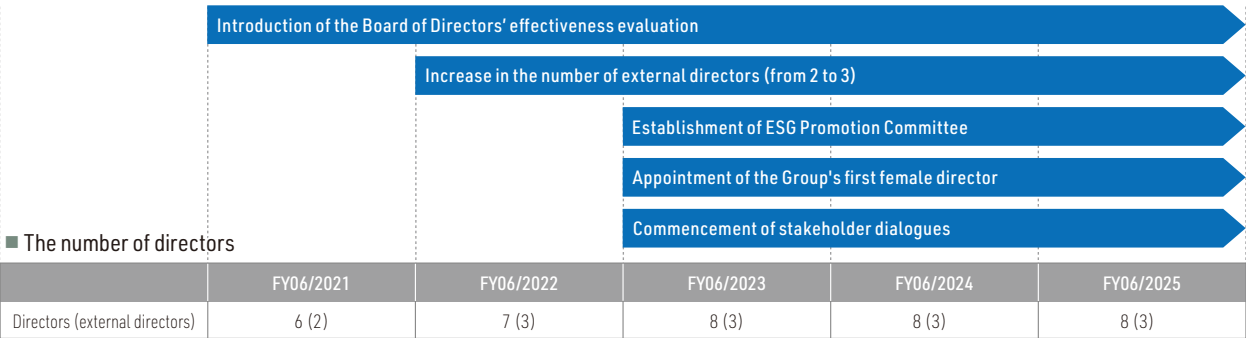 Introduction of the Board of Directors’ effectiveness evaluation
Increase in the number of external directors (from 2 to 3)
Establishment of ESG Promotion Committee
Appointment of the Group's first female director
Commencement of stakeholder dialogues
■ The number of directors
FY06/2021 FY06/2022 FY06/2023 FY06/2024 FY06/2025
Directors (external directors) 6 (2) 7 (3) 8 (3) 8 (3) 8 (3)